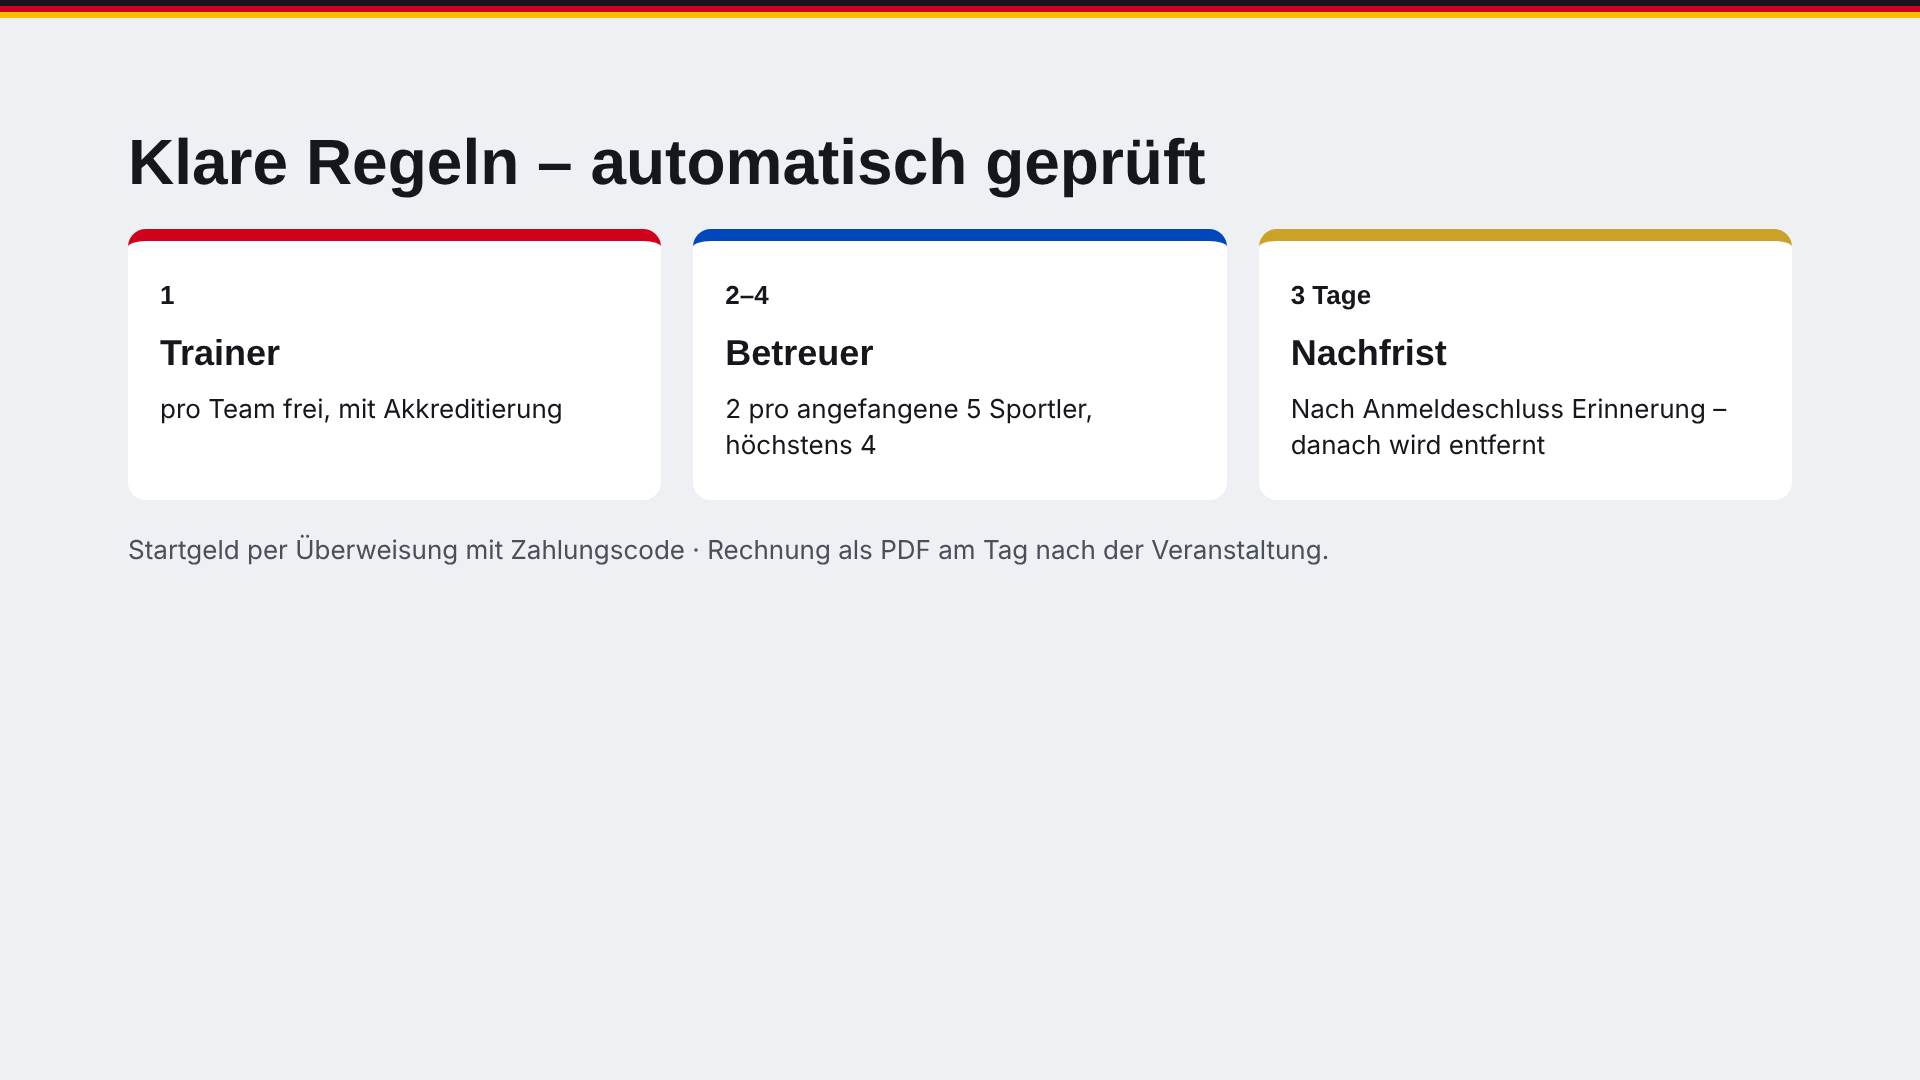 Klare Regeln – automatisch geprüft
1
Trainer
pro Team frei, mit Akkreditierung
2–4
Betreuer
2 pro angefangene 5 Sportler,
höchstens 4
3 Tage
Nachfrist
Nach Anmeldeschluss Erinnerung –
danach wird entfernt
Startgeld per Überweisung mit Zahlungscode · Rechnung als PDF am Tag nach der Veranstaltung.